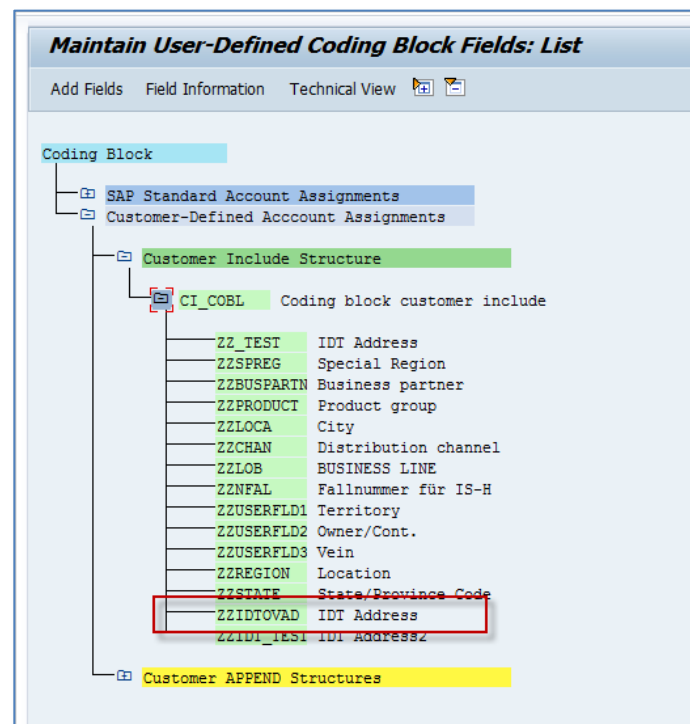 Maintain User-Defined Coding Block Fields: List
Add Fields Field Information Technical View
Coding Block
SAP Standard Account Assignments
Customer-Defined Acccount Assignments
Customer Include Structure
CI_COBL Coding block customer include
ZZ_TEST IDT Address
ZZSPREG Special Region
ZZBUSPARTN Business partner
ZZPRODUCT Product group
ZZLOCA City
ZZCHAN Distribution channel
ZZLOB BUSINESS LINE
ZZNFAL Fallnummer für IS-H
ZZUSERFLD1 Territory
ZZUSERFLD2 Owner/Cont.
ZZUSERFLD3 Vein
ZZREGION Location
ZZSTATE State/Province Code
ZZIDTOVAD IDT Address
ZZIDT_TEST IDT Address2
Customer APPEND Structures